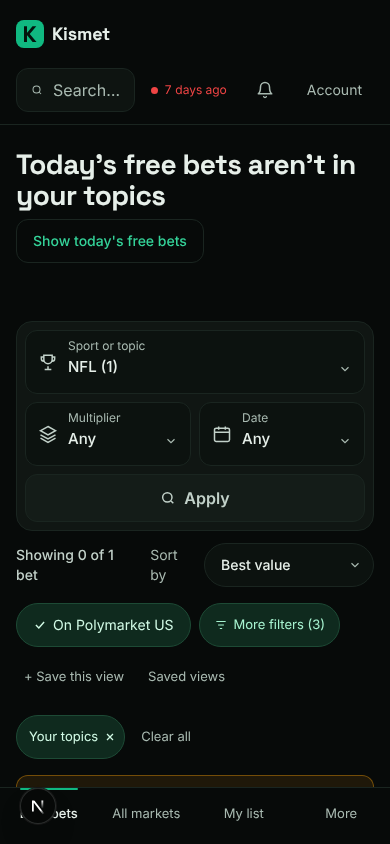 Kismet
Search...
7 days ago
Account
Today's free bets aren't in
your topics
Show today's free bets
Sport or topic
NFL (1)
Multiplier
Any
Date
Any
Apply
Showing 0 of 1
bet
Sort
by
Best value
On Polymarket US
More filters (3)
+ Save this view
Saved views
Your topics ×
Clear all
N
bets
All markets
My list
More